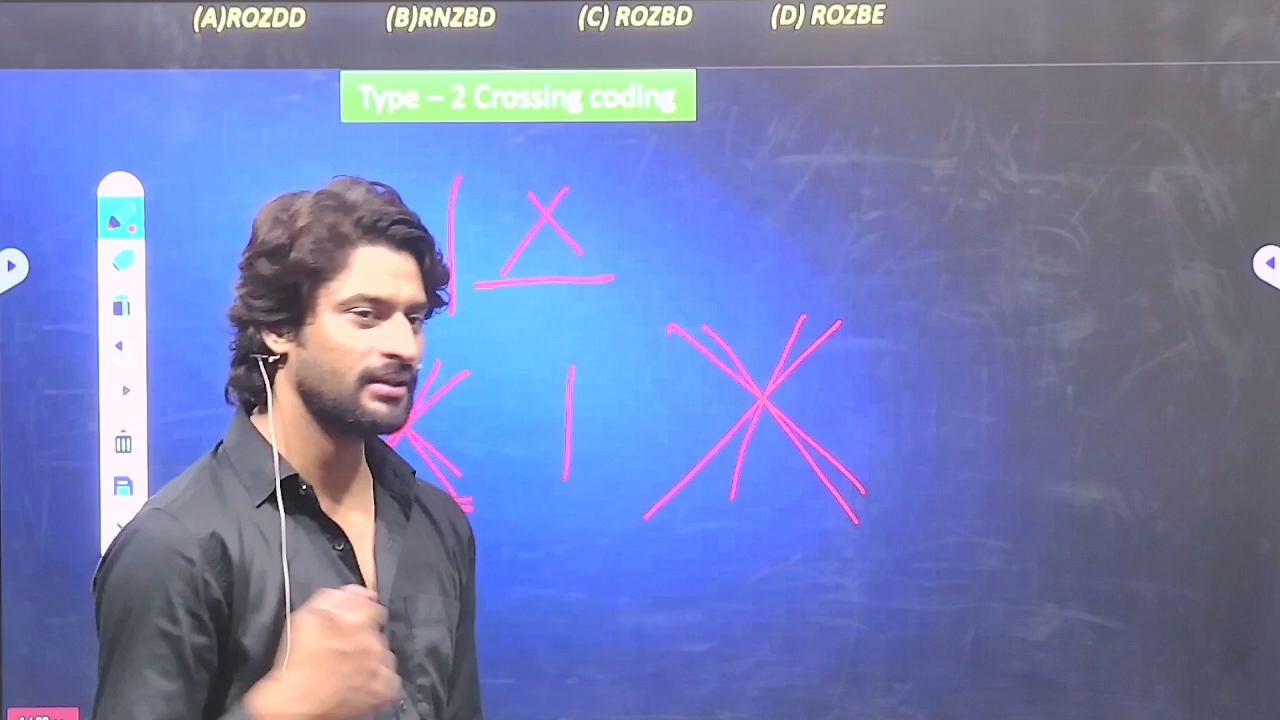 (A)ROZDD (B)RNZBD (C) ROZBD (D) ROZBE
Type – 2 Crossing coding